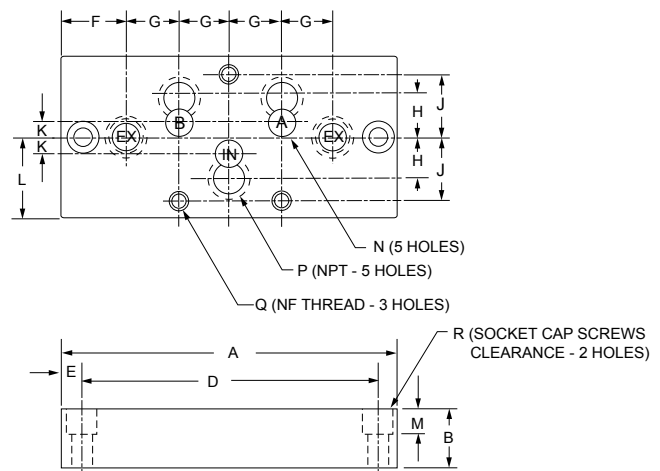 F G G G G
J
H
K
B A
EX EX
K
IN
H
L
J
N (5 HOLES)
P (NPT - 5 HOLES)
Q (NF THREAD - 3 HOLES)
R (SOCKET CAP SCREWS
CLEARANCE - 2 HOLES)
A
E
D
M
B